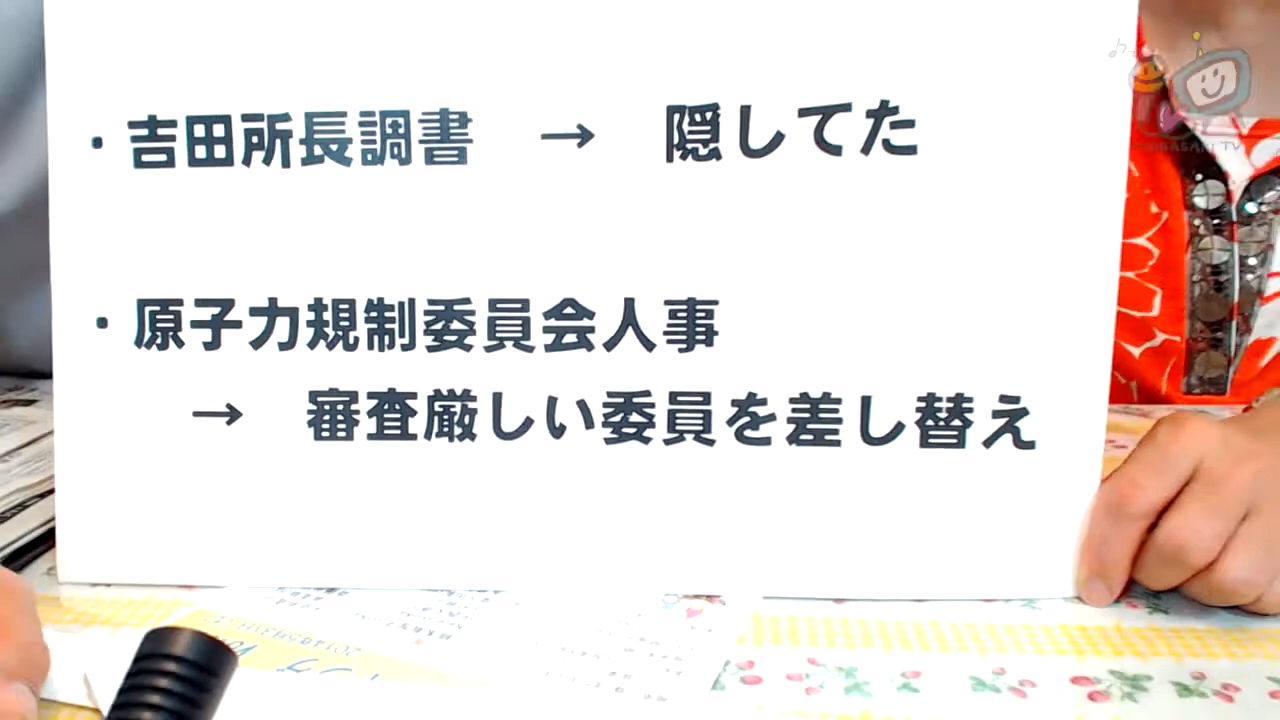 ・吉田所長調書 → 隠してた
・原子力規制委員会人事
→ 審査厳しい委員を差し替え